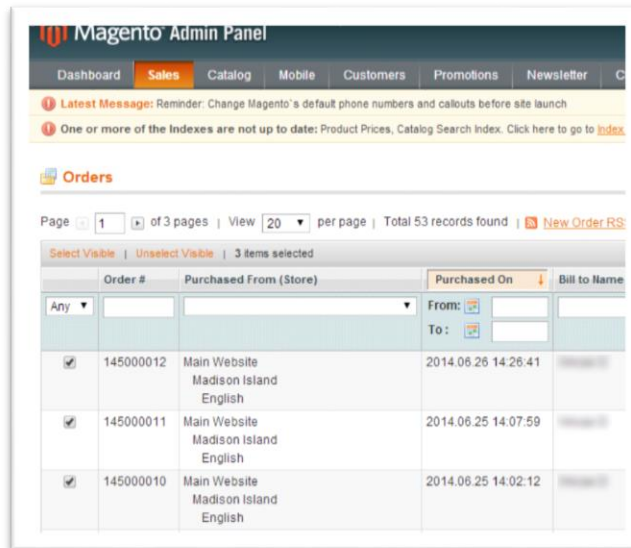 Magento® Admin Panel
Dashboard Sales Catalog Mobile Customers Promotions Newsletter C
Latest Message: Reminder: Change Magento`s default phone numbers and callouts before site launch
One or more of the Indexes are not up to date: Product Prices, Catalog Search Index. Click here to go to Index
Orders
Page 1 of 3 pages | View 20 per page | Total 53 records found | New Order RS
Select Visible | Unselect Visible | 3 items selected
Order # Purchased From (Store) Purchased On Bill to Name
Any From:
To :
145000012 Main Website 2014.06.26 14:26:41
Madison Island
English
145000011 Main Website 2014.06.25 14:07:59
Madison Island
English
145000010 Main Website 2014.06.25 14:02:12
Madison Island
English